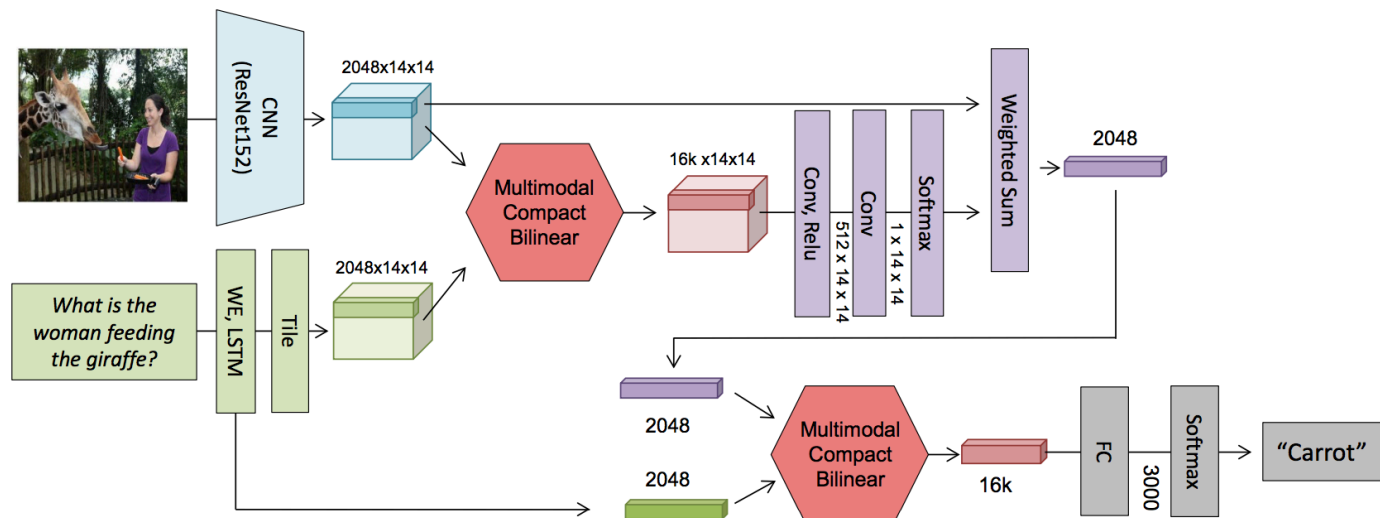 CNN
(ResNet152)
2048x14x14
Multimodal
Compact
Bilinear
16k x14x14
Conv, Relu
512 x 14 x 14
Conv
1 x 14 x 14
Softmax
Weighted Sum
2048
What is the
woman feeding
the giraffe?
WE, LSTM
Tile
2048x14x14
2048
2048
Multimodal
Compact
Bilinear
16k
FC
3000
Softmax
“Carrot”